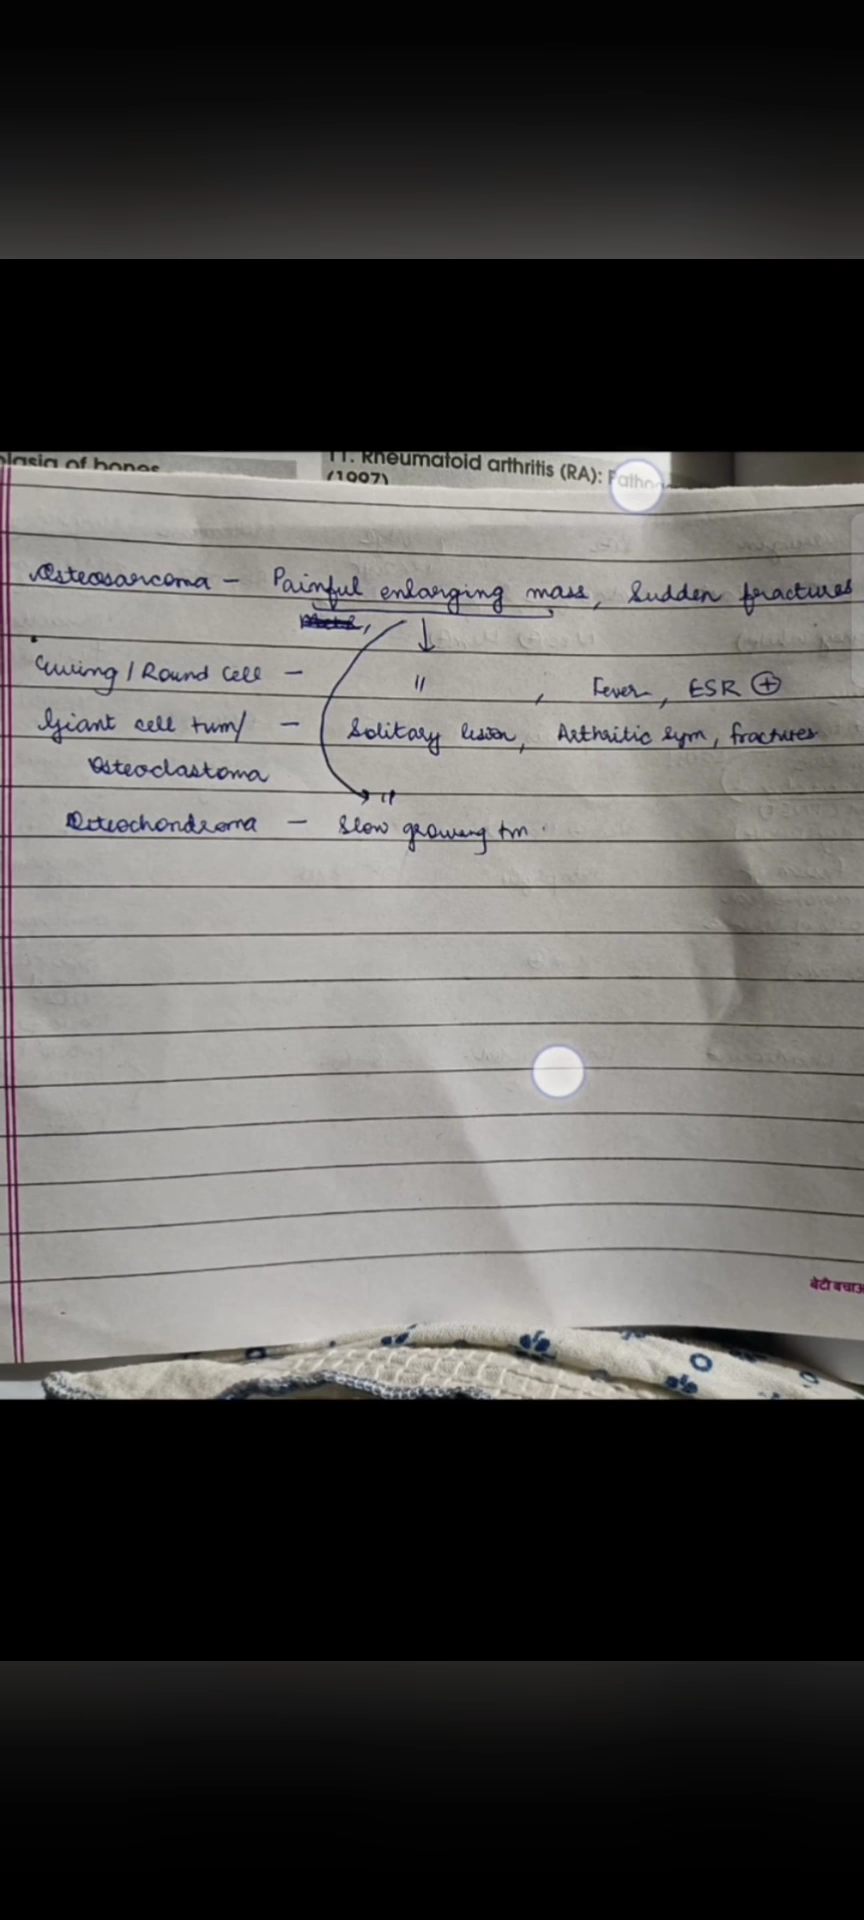 plasia of bones
11. Rheumatoid arthritis (RA): Patho
(1997)
Osteosarcoma – Painful enlarging mass, Sudden fractures
Ewing / Round cell – " , Fever, ESR ⊕
Giant cell tum/ – Solitary lesion, Arthritic sym, fractures
Osteoclastoma "
Osteochondroma – Slow growing tm.
बेटी बचाओ